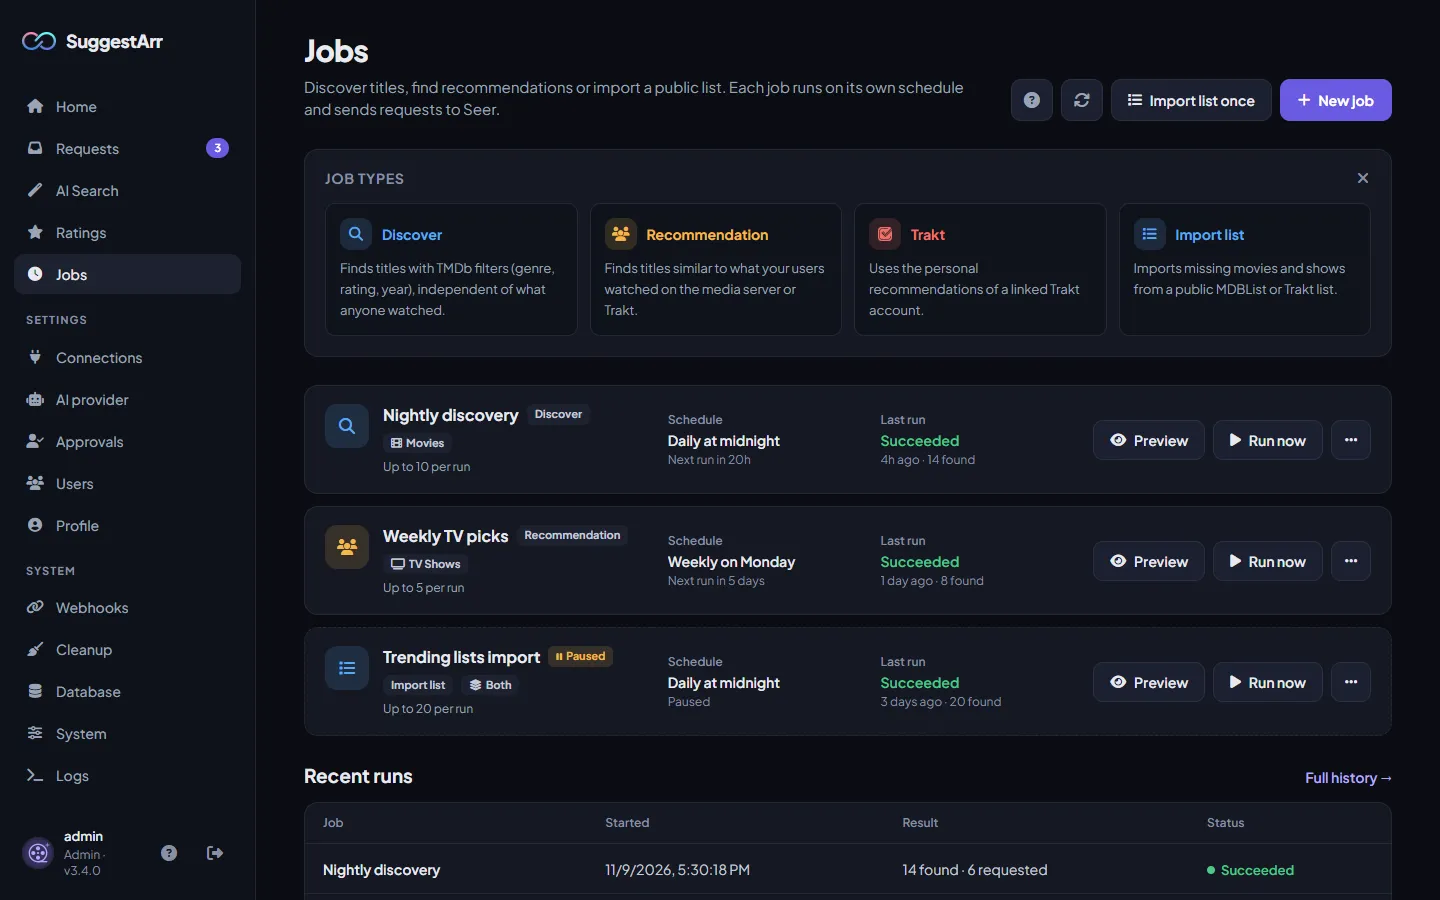 SuggestArr
Home
Requests
3
AI Search
Ratings
Jobs
SETTINGS
Connections
AI provider
Approvals
Users
Profile
SYSTEM
Webhooks
Cleanup
Database
System
Logs
admin
Admin ·
v3.4.0
Jobs
Discover titles, find recommendations or import a public list. Each job runs on its own schedule
and sends requests to Seer.
Import list once
New job
JOB TYPES
Discover
Finds titles with TMDb filters (genre,
rating, year), independent of what
anyone watched.
Recommendation
Finds titles similar to what your users
watched on the media server or
Trakt.
Trakt
Uses the personal
recommendations of a linked Trakt
account.
Import list
Imports missing movies and shows
from a public MDBList or Trakt list.
Nightly discovery
Discover
Movies
Up to 10 per run
Schedule
Daily at midnight
Next run in 20h
Last run
Succeeded
4h ago · 14 found
Preview
Run now
Weekly TV picks
Recommendation
TV Shows
Up to 5 per run
Schedule
Weekly on Monday
Next run in 5 days
Last run
Succeeded
1 day ago · 8 found
Preview
Run now
Trending lists import
Paused
Import list
Both
Up to 20 per run
Schedule
Daily at midnight
Paused
Last run
Succeeded
3 days ago · 20 found
Preview
Run now
Recent runs
Full history →
Job
Started
Result
Status
Nightly discovery
11/9/2026, 5:30:18 PM
14 found · 6 requested
Succeeded